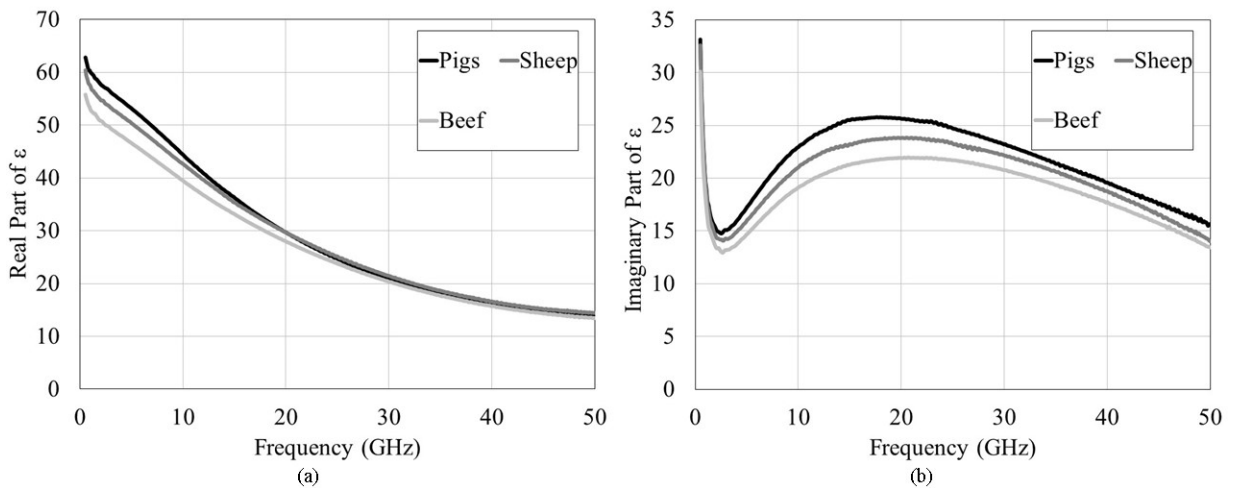 70
60
50
40
30
20
10
0
Real Part of ε
Pigs Sheep
Beef
0 10 20 30 40 50
Frequency (GHz)
(a)
35
30
25
20
15
10
5
0
Imaginary Part of ε
Pigs Sheep
Beef
0 10 20 30 40 50
Frequency (GHz)
(b)